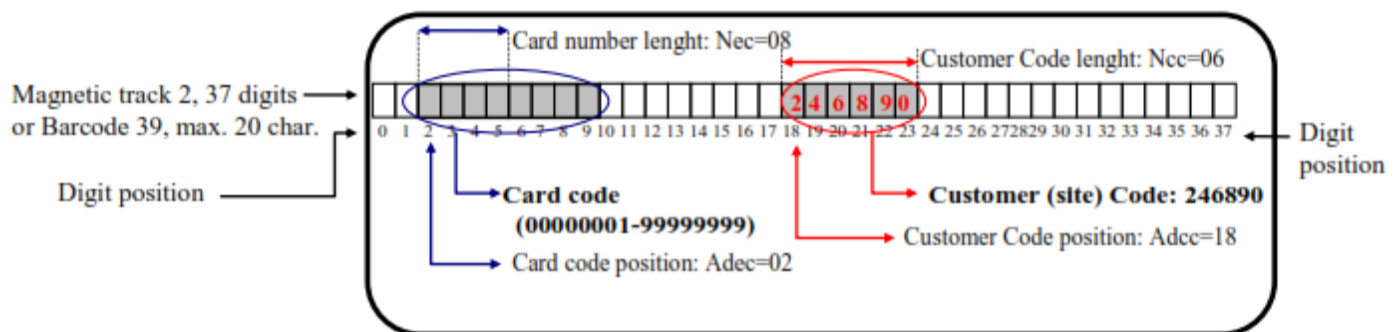 Card number lenght: Nec=08
Customer Code lenght: Ncc=06
Magnetic track 2, 37 digits
or Barcode 39, max. 20 char.
2 4 6 8 9 0
0 1 2 3 4 5 6 7 8 9 10 11 12 13 14 15 16 17 18 19 20 21 22 23 24 25 26 27 28 29 30 31 32 33 34 35 36 37
Digit
position
Digit position
Card code
(00000001-99999999)
Customer (site) Code: 246890
Customer Code position: Adcc=18
Card code position: Adec=02